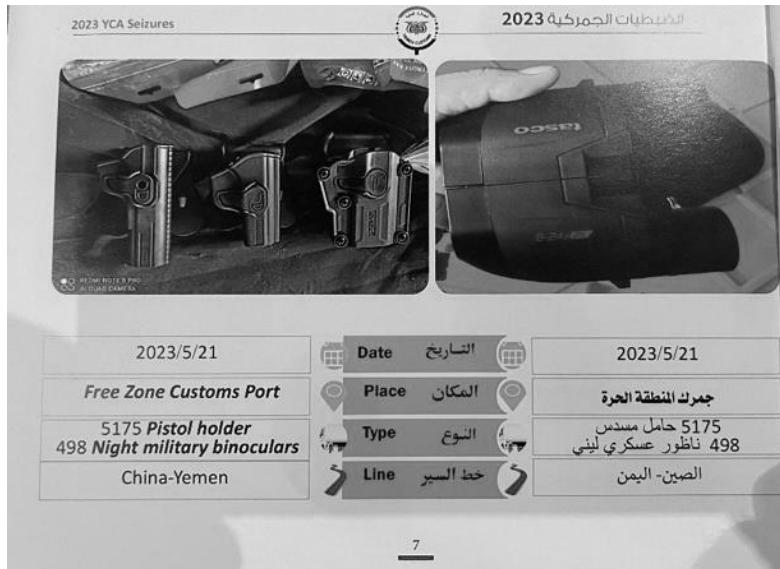 2023 YCA Seizures
الضبطيات الجمركية 2023
tasco
REDMI NOTE 8 PRO
AI QUAD CAMERA
2023/5/21 Date التاريخ 2023/5/21
Free Zone Customs Port Place المكان جمرك المنطقة الحرة
5175 Pistol holder Type النوع 5175 حامل مسدس
498 Night military binoculars 498 ناظور عسكري ليني
China-Yemen Line خط السير الصين- اليمن
7